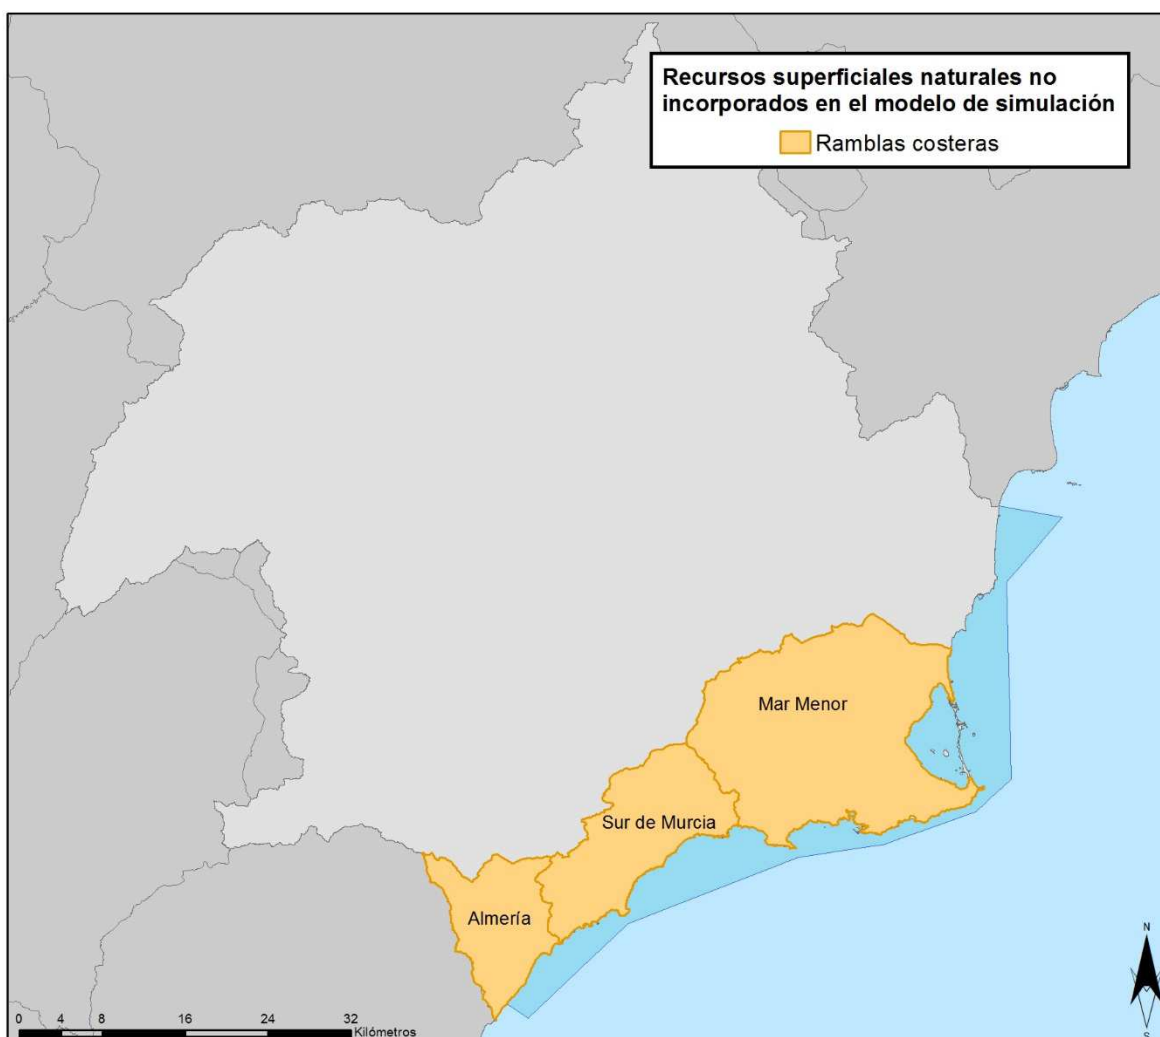 Recursos superficiales naturales no
incorporados en el modelo de simulación
Ramblas costeras
Mar Menor
Sur de Murcia
Almería
N
S
0 4 8 16 24 32
Kilómetros